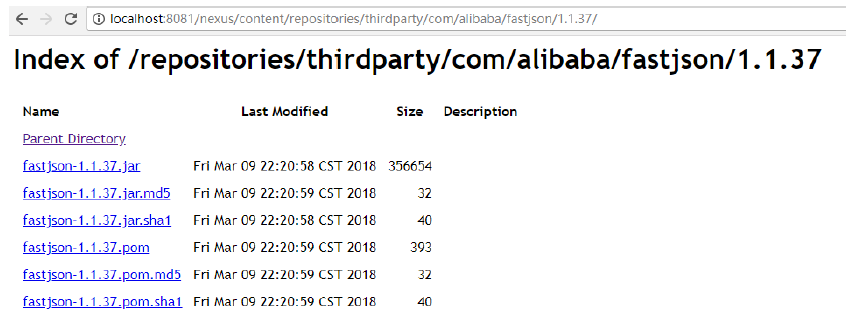 localhost:8081/nexus/content/repositories/thirdparty/com/alibaba/fastjson/1.1.37/
Index of /repositories/thirdparty/com/alibaba/fastjson/1.1.37
Name Last Modified Size Description
Parent Directory
fastjson-1.1.37.jar Fri Mar 09 22:20:58 CST 2018 356654
fastjson-1.1.37.jar.md5 Fri Mar 09 22:20:59 CST 2018 32
fastjson-1.1.37.jar.sha1 Fri Mar 09 22:20:58 CST 2018 40
fastjson-1.1.37.pom Fri Mar 09 22:20:59 CST 2018 393
fastjson-1.1.37.pom.md5 Fri Mar 09 22:20:59 CST 2018 32
fastjson-1.1.37.pom.sha1 Fri Mar 09 22:20:59 CST 2018 40